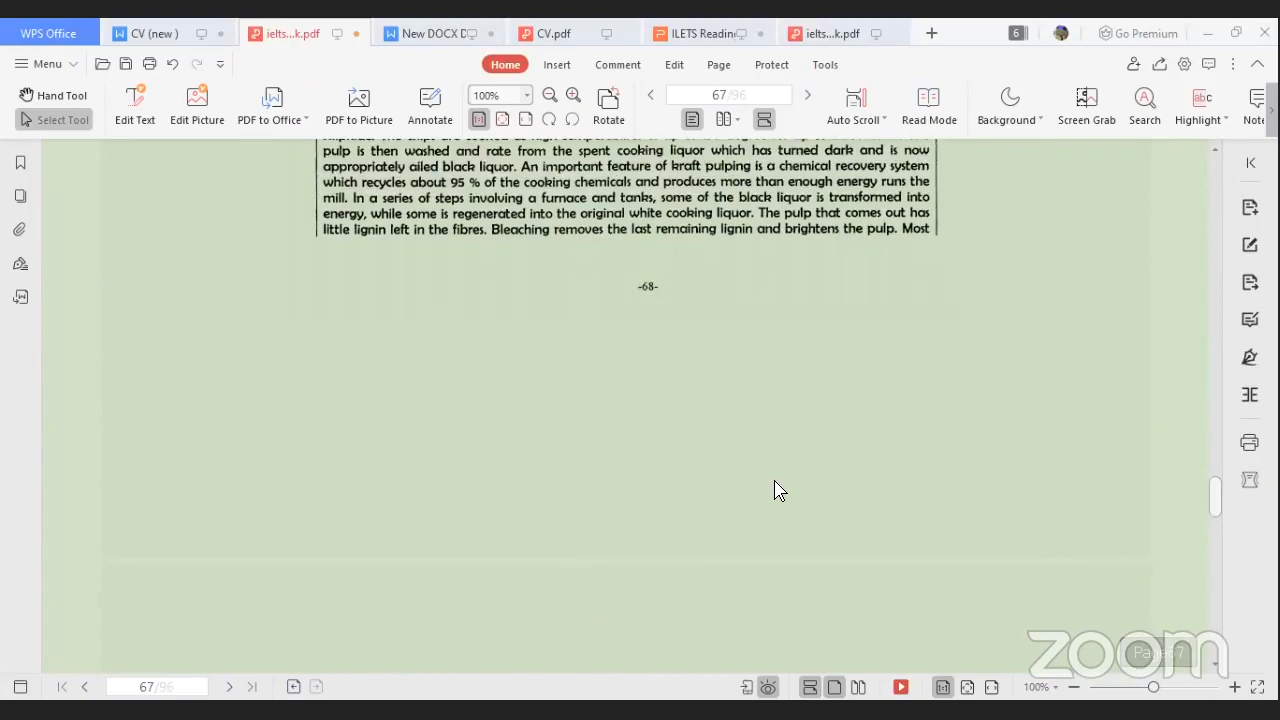 WPS Office
CV (new )
ielts...k.pdf
New DOCX D
CV.pdf
ILETS Reading
ielts...k.pdf
6
Go Premium
Menu
Home
Insert
Comment
Edit
Page
Protect
Tools
Hand Tool
Select Tool
Edit Text
Edit Picture
PDF to Office
PDF to Picture
Annotate
100%
Rotate
67/96
Auto Scroll
Read Mode
Background
Screen Grab
Search
Highlight
Note
pulp is then washed and rate from the spent cooking liquor which has turned dark and is now
appropriately ailed black liquor. An important feature of kraft pulping is a chemical recovery system
which recycles about 95 % of the cooking chemicals and produces more than enough energy runs the
mill. In a series of steps involving a furnace and tanks, some of the black liquor is transformed into
energy, while some is regenerated into the original white cooking liquor. The pulp that comes out has
little lignin left in the fibres. Bleaching removes the last remaining lignin and brightens the pulp. Most
-68-
zoom
67/96
100%